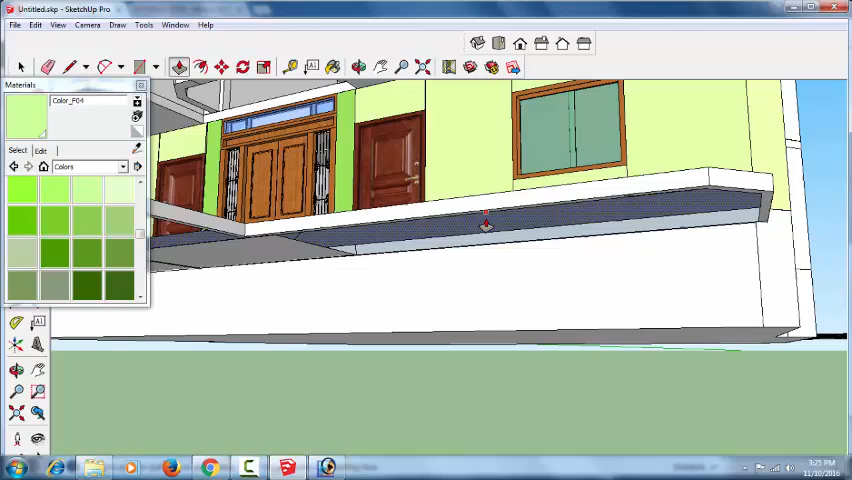 Untitled.skp - SketchUp Pro
File Edit View Camera Draw Tools Window Help
Materials
Color_F04
Select Edit
Colors
3:25 PM
11/10/2016